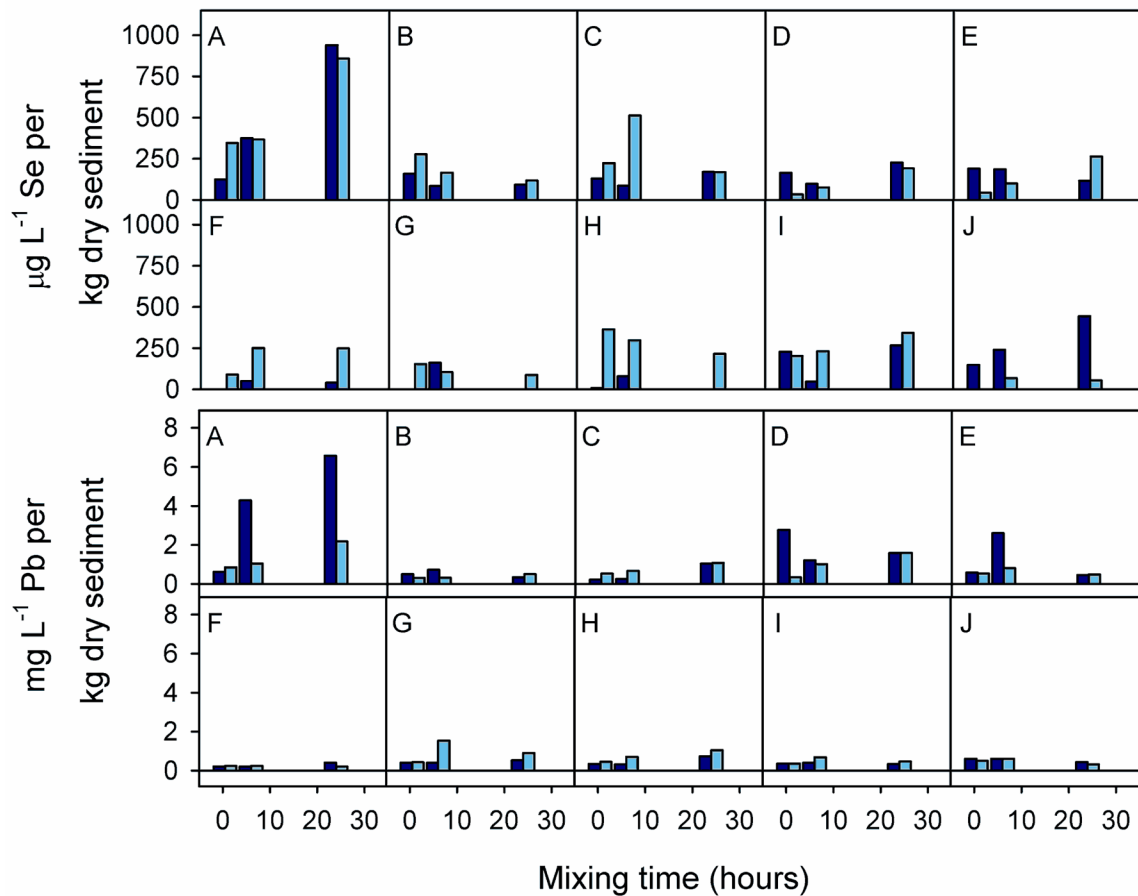 A B C D E
1000
750
500
250
0
F G H I J
1000
750
500
250
0
µg L⁻¹ Se per
kg dry sediment
A B C D E
8
6
4
2
0
F G H I J
8
6
4
2
0
mg L⁻¹ Pb per
kg dry sediment
0 10 20 30 0 10 20 30 0 10 20 30 0 10 20 30 0 10 20 30
Mixing time (hours)